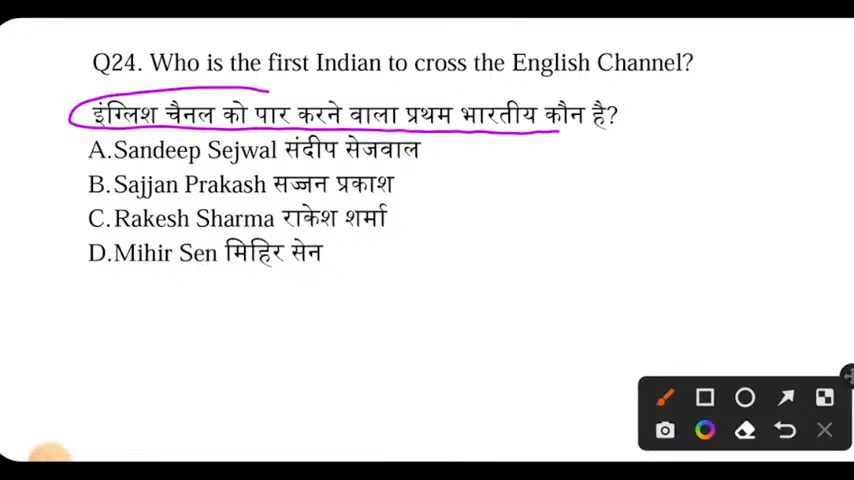 Q24. Who is the first Indian to cross the English Channel?
इंग्लिश चैनल को पार करने वाला प्रथम भारतीय कौन है?
A.Sandeep Sejwal संदीप सेजवाल
B.Sajjan Prakash सज्जन प्रकाश
C.Rakesh Sharma राकेश शर्मा
D.Mihir Sen मिहिर सेन